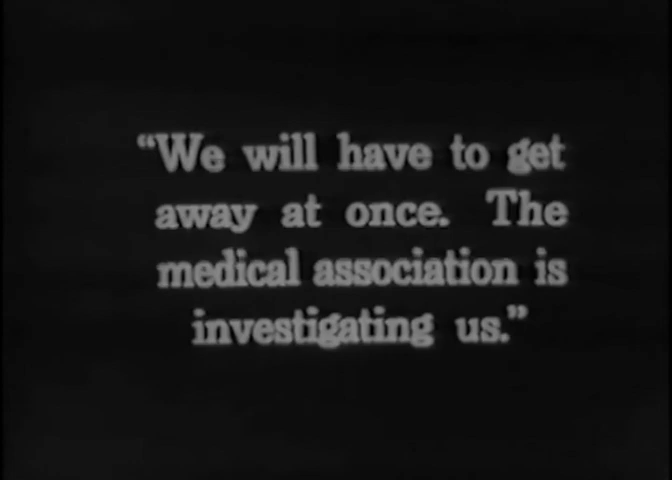 “We will have to get
away at once. The
medical association is
investigating us.”